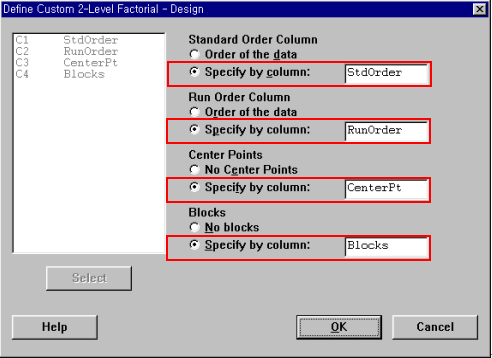 Define Custom 2-Level Factorial - Design
C1 StdOrder
C2 RunOrder
C3 CenterPt
C4 Blocks
Standard Order Column
Order of the data
Specify by column: StdOrder
Run Order Column
Order of the data
Specify by column: RunOrder
Center Points
No Center Points
Specify by column: CenterPt
Blocks
No blocks
Specify by column: Blocks
Select
Help
OK
Cancel